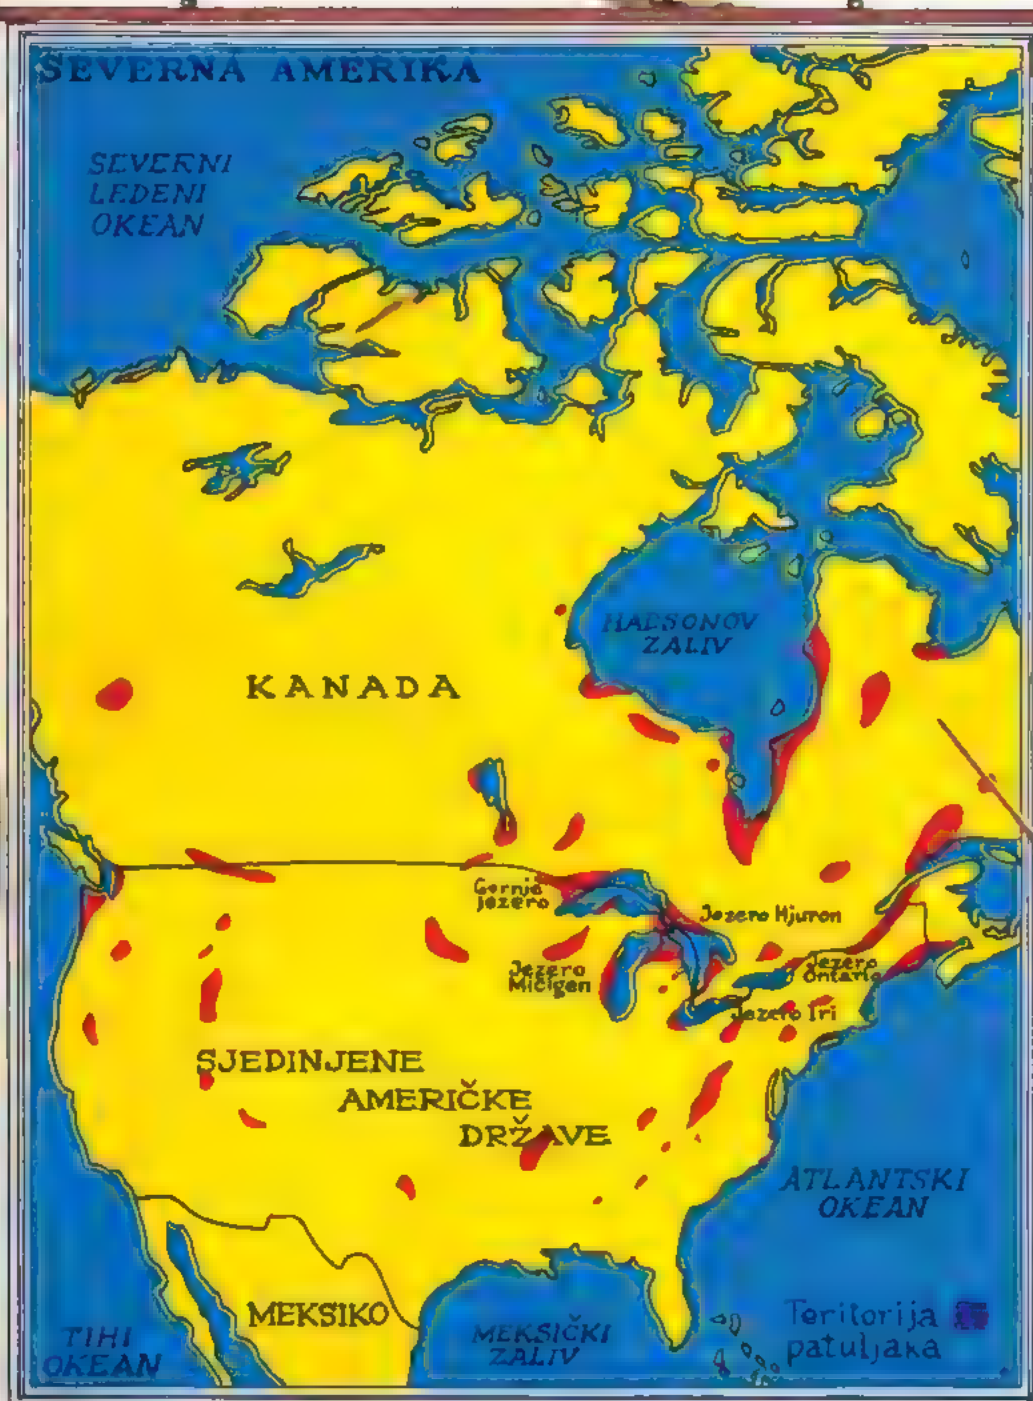 SEVERNA AMERIKA
SEVERNI
LEDENI
OKEAN
HADSONOV
ZALIV
KANADA
Gornje
jezero
Jezero Hjuron
Jezero
Mičigen
Jezero
Ontario
Jezero Iri
SJEDINJENE
AMERIČKE
DRŽAVE
ATLANTSKI
OKEAN
MEKSIKO
MEKSIČKI
ZALIV
TIHI
OKEAN
Teritorija
patuljaka